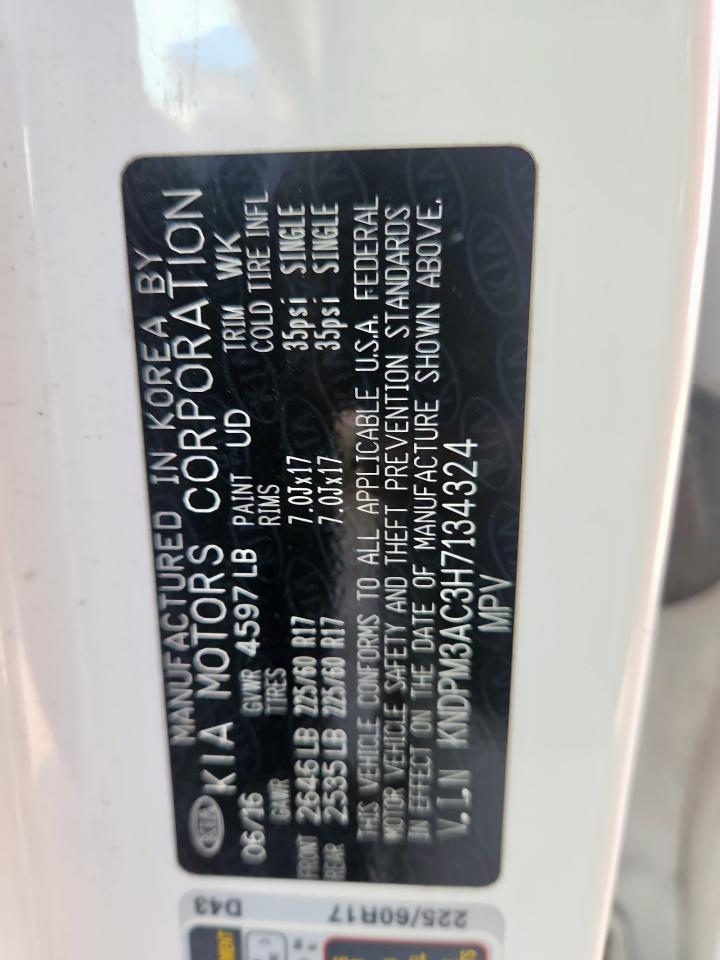 MANUFACTURED IN KOREA BY
KIA KIA MOTORS CORPORATION
06/16 GVWR 4597LB PAINT UD TRIM WK
GAWR TIRES RIMS COLD TIRE INFL
FRONT 2646LB 225/60 R17 7.0Jx17 35psi SINGLE
REAR 2535LB 225/60 R17 7.0Jx17 35psi SINGLE
THIS VEHICLE CONFORMS TO ALL APPLICABLE U.S.A. FEDERAL
MOTOR VEHICLE SAFETY AND THEFT PREVENTION STANDARDS
IN EFFECT ON THE DATE OF MANUFACTURE SHOWN ABOVE.
V.I.N KNDPM3AC3H7134324
MPV
225/60R17 D43